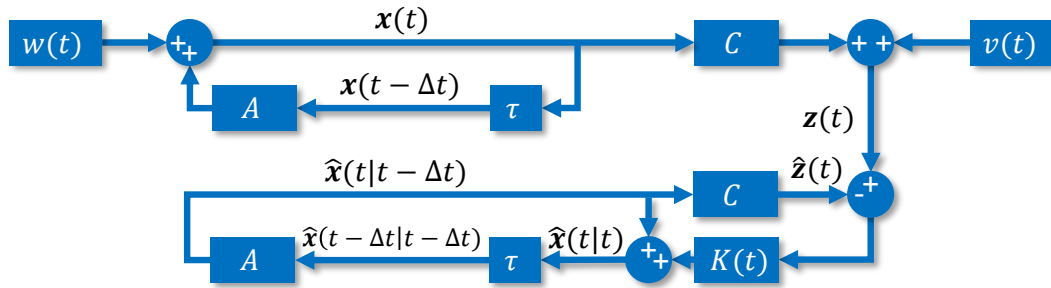 𝒙(t)
w(t) + + C + + v(t)
𝒙(t − Δt)
A τ
𝒛(t)
𝒙̂(t|t − Δt) 𝒛̂(t)
C - +
𝒙̂(t − Δt|t − Δt) 𝒙̂(t|t)
A τ + + K(t)